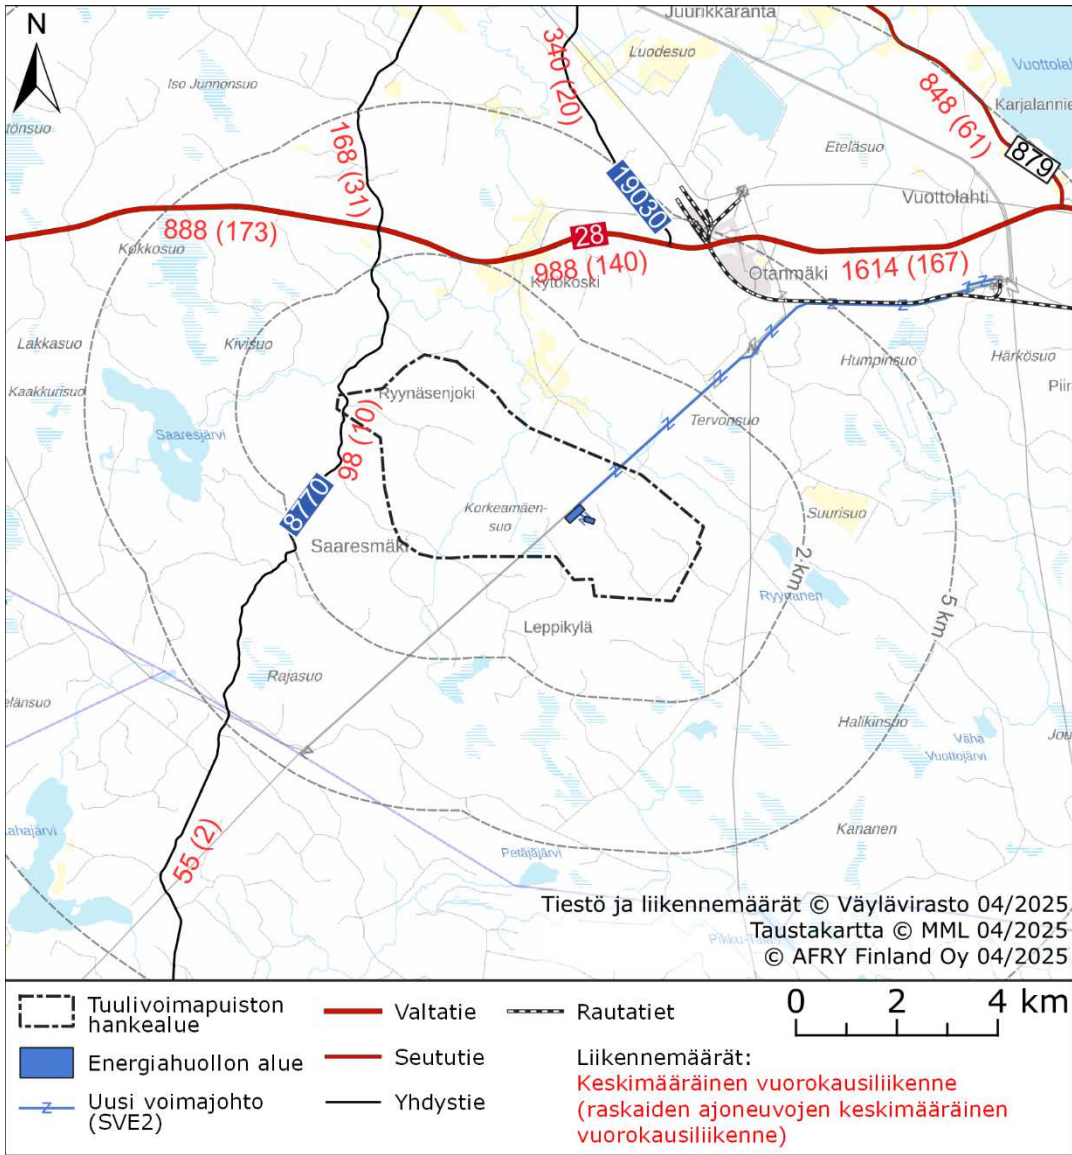 N
Juurikkaranta
Luodesuo
Vuottolahti
Karjalannie
Iso Junnonsuo
tönsuo
340 (20)
848 (61)
879
168 (31)
Eteläsuo
19030
Vuottolahti
888 (173)
Kokkosuo
28
988 (140)
Kytökoski
Otanmäki
1614 (167)
Lakkasuo
Kivisuo
Humpinsuo
Härkösuo
Kaakkurisuo
Ryynäsenjoki
Piir
Saaresjärvi
98 (10)
Tervonsuo
8770
Korkeamäen-
suo
Suurisuo
Saaresmäki
2 km
Ryynänen
5 km
Leppikylä
Rajasuo
elänsuo
Halikinsuo
Vähä
Vuottojärvi
Jou
ahajärvi
55 (2)
Kananen
Petäjäjärvi
Tiestö ja liikennemäärät © Väylävirasto 04/2025
Taustakartta © MML 04/2025
© AFRY Finland Oy 04/2025
Tuulivoimapuiston
hankealue
Energiahuollon alue
Uusi voimajohto
(SVE2)
Valtatie
Seututie
Yhdystie
Rautatiet
0 2 4 km
Liikennemäärät:
Keskimääräinen vuorokausiliikenne
(raskaiden ajoneuvojen keskimääräinen
vuorokausiliikenne)